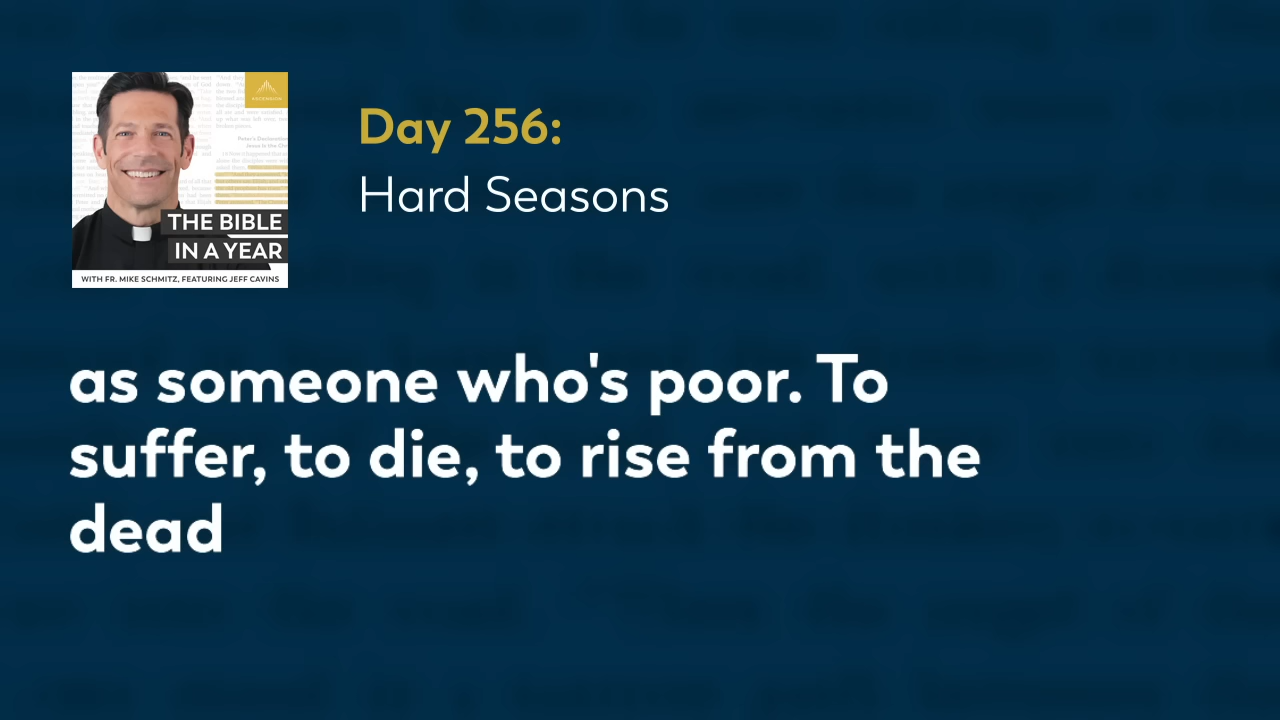 ASCENSION
THE BIBLE
IN A YEAR
WITH FR. MIKE SCHMITZ, FEATURING JEFF CAVINS
Day 256:
Hard Seasons
as someone who's poor. To
suffer, to die, to rise from the
dead